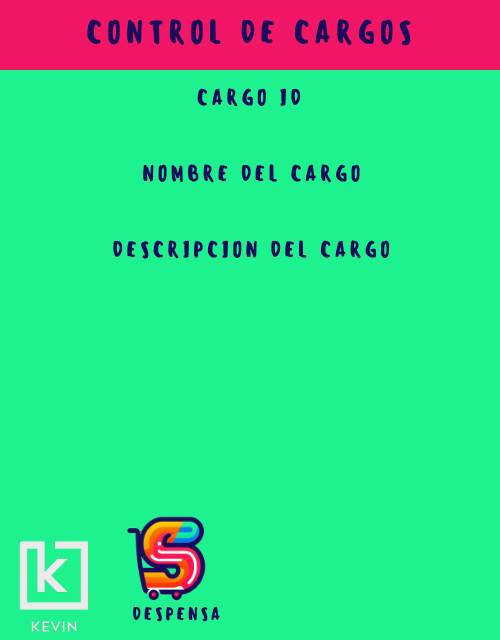 CONTROL DE CARGOS
CARGO ID
NOMBRE DEL CARGO
DESCRIPCION DEL CARGO
K
S
DESPENSA
KEVIN